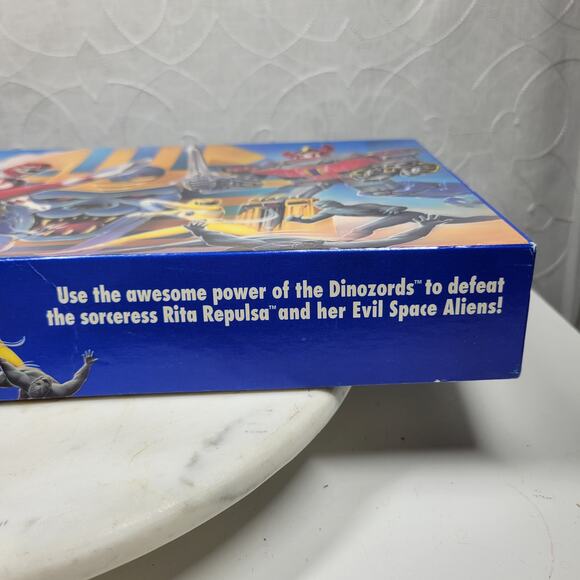 Use the awesome power of the Dinozords™ to defeat
the sorceress Rita Repulsa™ and her Evil Space Aliens!